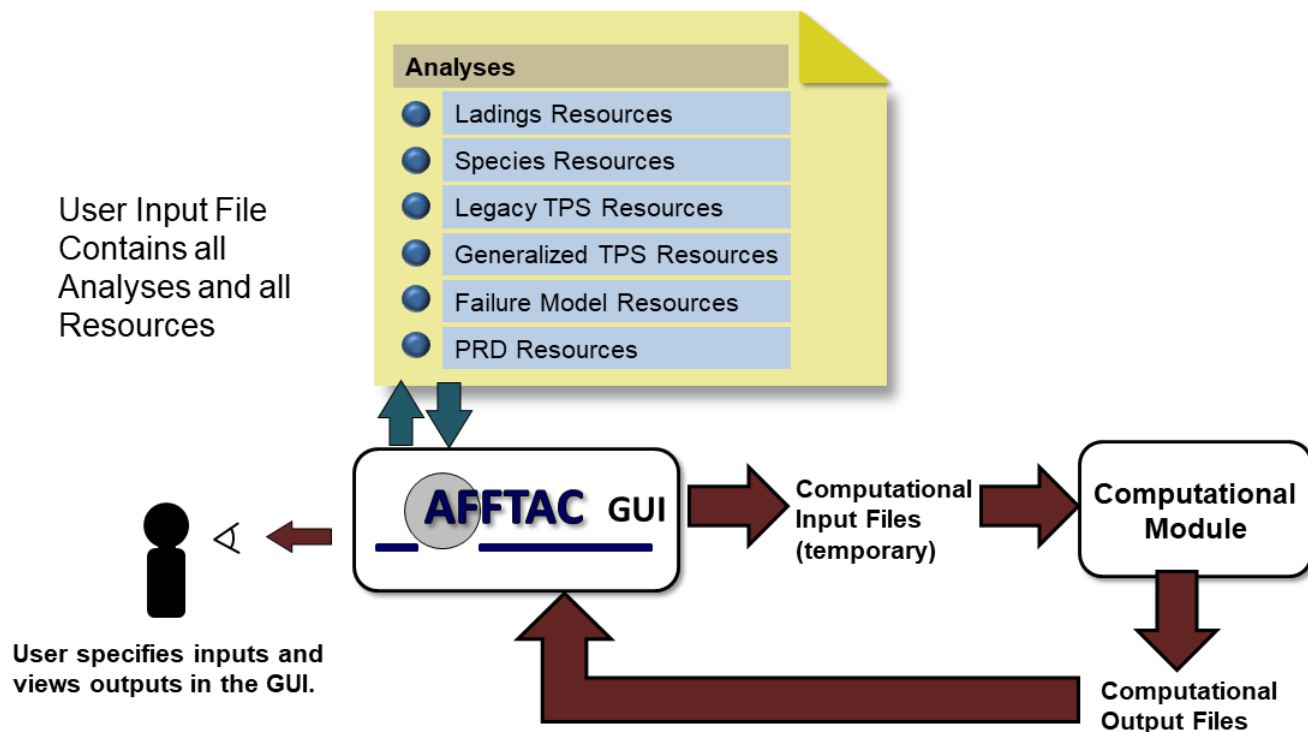 Analyses
Ladings Resources
Species Resources
Legacy TPS Resources
Generalized TPS Resources
Failure Model Resources
PRD Resources
User Input File
Contains all
Analyses and all
Resources
AFFTAC GUI
Computational
Input Files
(temporary)
Computational
Module
User specifies inputs and
views outputs in the GUI.
Computational
Output Files